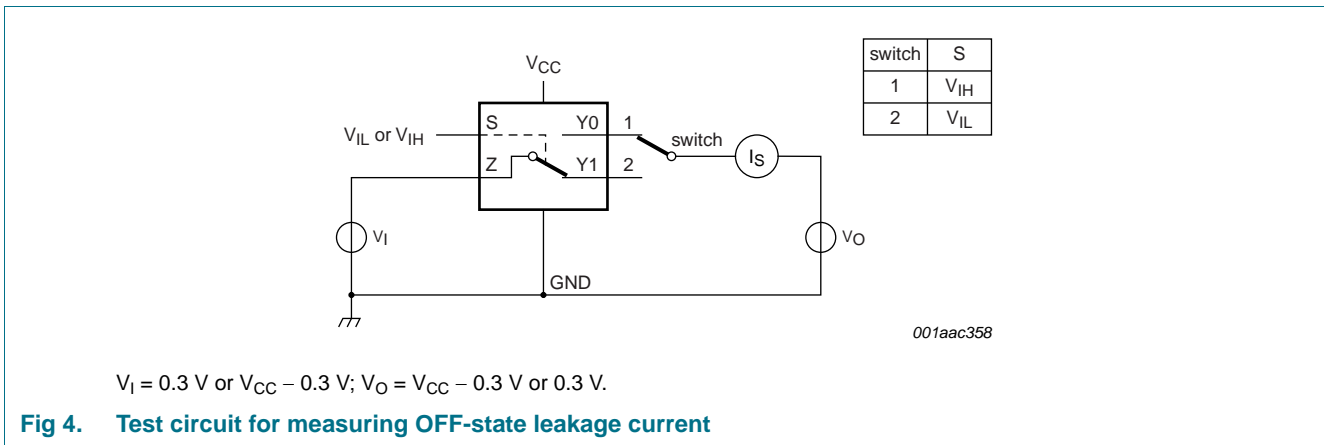 switch S
1 VIH
2 VIL
VCC
VIL or VIH
S Y0 1
switch
IS
Z Y1 2
VI
VO
GND
001aac358
VI = 0.3 V or VCC − 0.3 V; VO = VCC − 0.3 V or 0.3 V.
Fig 4. Test circuit for measuring OFF-state leakage current